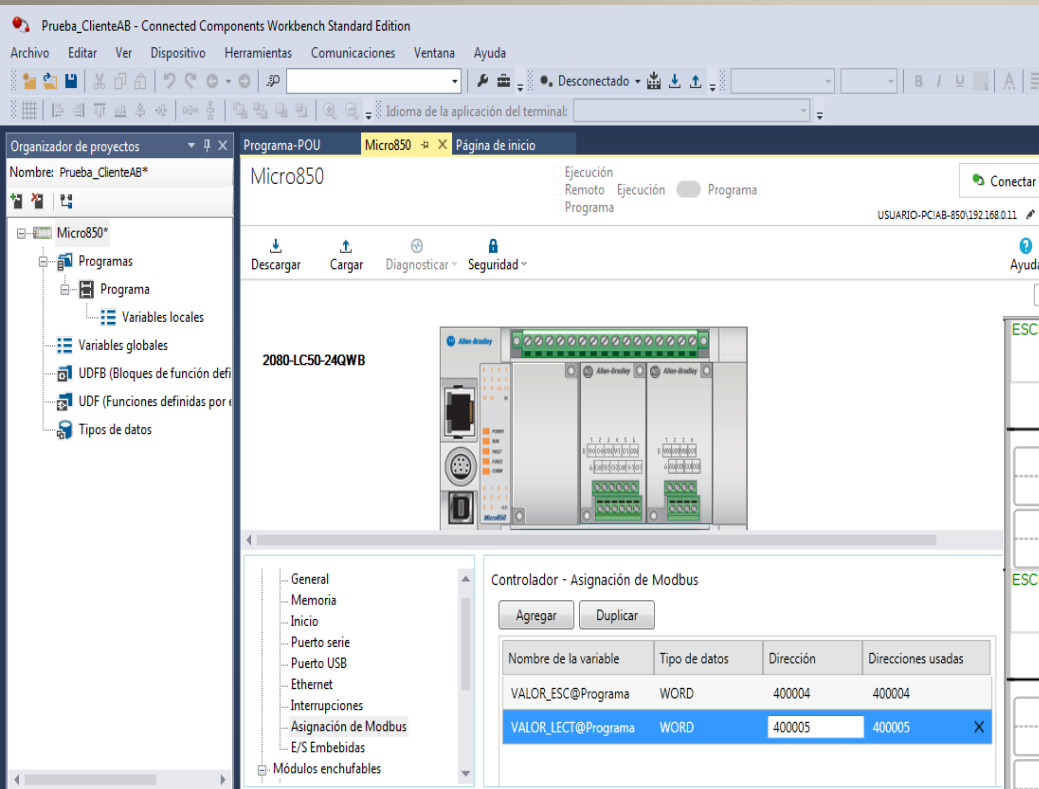 Prueba_ClienteAB - Connected Components Workbench Standard Edition
Archivo Editar Ver Dispositivo Herramientas Comunicaciones Ventana Ayuda
Desconectado
Idioma de la aplicación del terminal:
Organizador de proyectos
Nombre: Prueba_ClienteAB*
Micro850*
Programas
Programa
Variables locales
Variables globales
UDFB (Bloques de función defi
UDF (Funciones definidas por e
Tipos de datos
Programa-POU Micro850 Página de inicio
Micro850
Ejecución
Remoto Ejecución Programa
Programa
Conectar
USUARIO-PC!AB-850\192.168.0.11
Descargar Cargar Diagnosticar Seguridad
Ayuda
2080-LC50-24QWB
Allen-Bradley
Allen-Bradley Allen-Bradley
POWER
RUN
FAULT
FORCE
COMM
Micro850
ESC
ESC
General
Memoria
Inicio
Puerto serie
Puerto USB
Ethernet
Interrupciones
Asignación de Modbus
E/S Embebidas
Módulos enchufables
Controlador - Asignación de Modbus
Agregar Duplicar
Nombre de la variable Tipo de datos Dirección Direcciones usadas
VALOR_ESC@Programa WORD 400004 400004
VALOR_LECT@Programa WORD 400005 400005